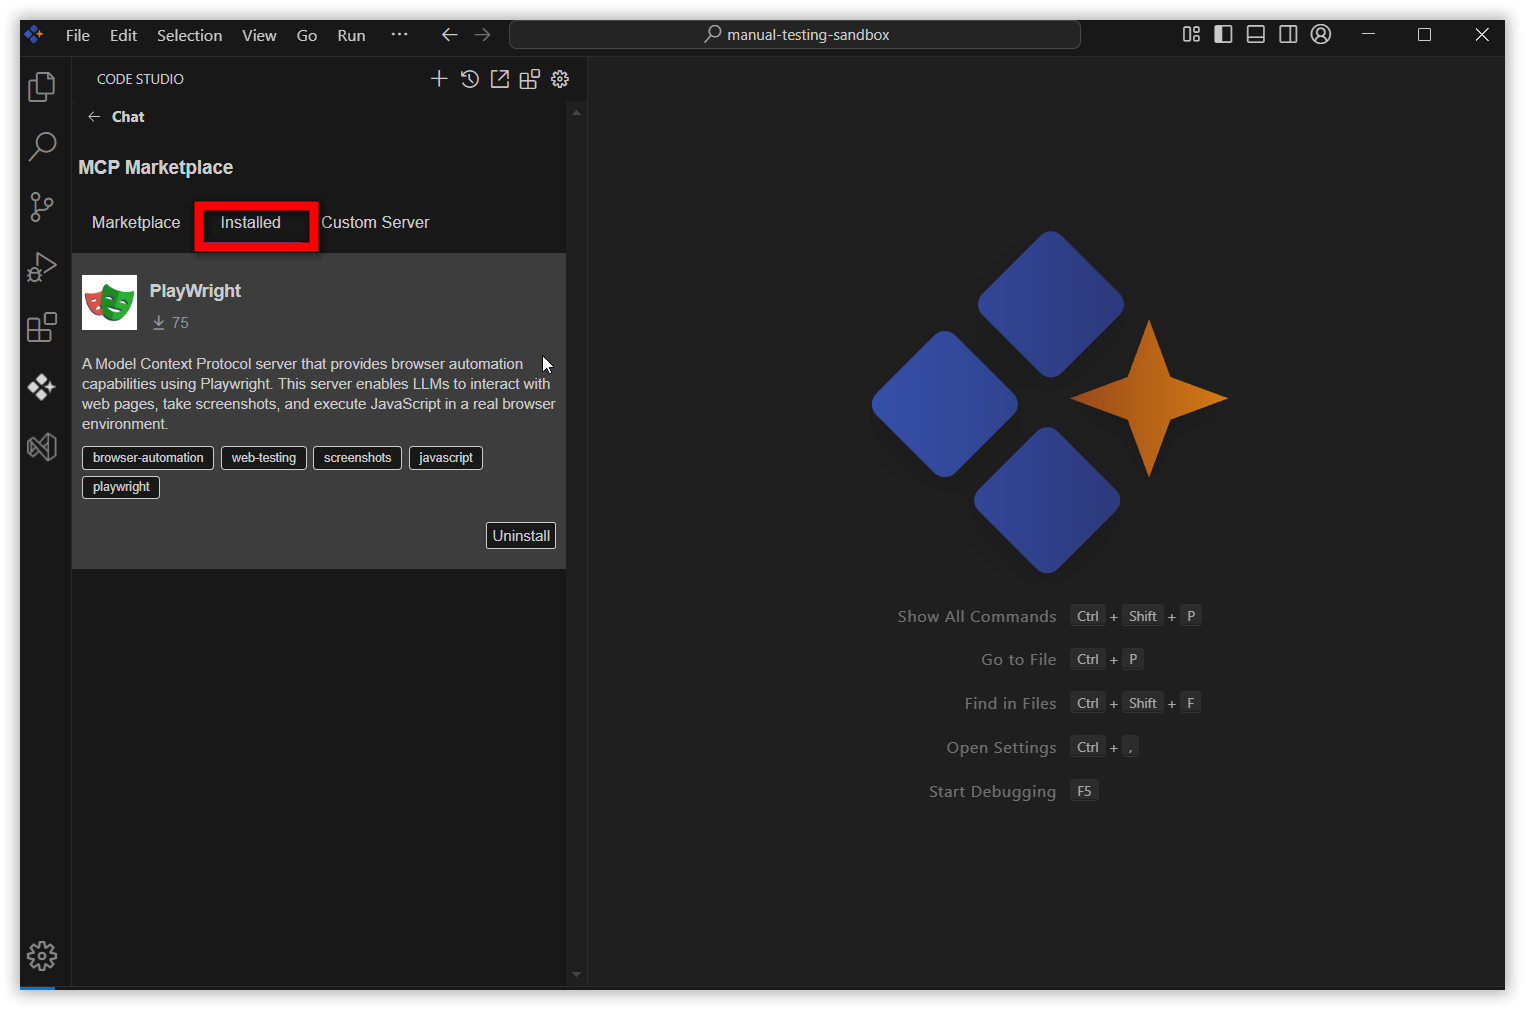 File Edit Selection View Go Run ···
manual-testing-sandbox
CODE STUDIO
Chat
MCP Marketplace
Marketplace Installed Custom Server
PlayWright
75
A Model Context Protocol server that provides browser automation
capabilities using Playwright. This server enables LLMs to interact with
web pages, take screenshots, and execute JavaScript in a real browser
environment.
browser-automation web-testing screenshots javascript
playwright
Uninstall
Show All Commands Ctrl + Shift + P
Go to File Ctrl + P
Find in Files Ctrl + Shift + F
Open Settings Ctrl + ,
Start Debugging F5